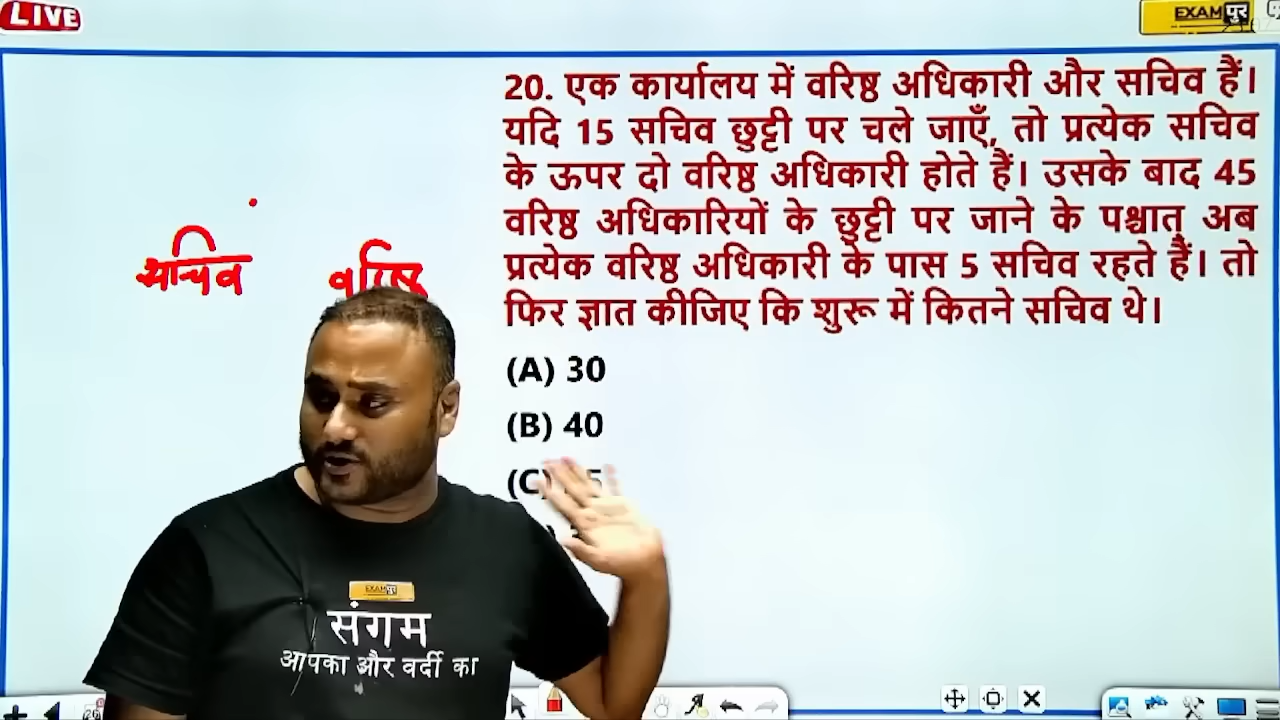 LIVE
EXAM पुर
20. एक कार्यालय में वरिष्ठ अधिकारी और सचिव हैं।
यदि 15 सचिव छुट्टी पर चले जाएँ, तो प्रत्येक सचिव
के ऊपर दो वरिष्ठ अधिकारी होते हैं। उसके बाद 45
वरिष्ठ अधिकारियों के छुट्टी पर जाने के पश्चात् अब
प्रत्येक वरिष्ठ अधिकारी के पास 5 सचिव रहते हैं। तो
फिर ज्ञात कीजिए कि शुरू में कितने सचिव थे।
सचिव वरिष्ठ
(A) 30
(B) 40
(C)
EXAM पुर
संगम
आपका और वर्दी का